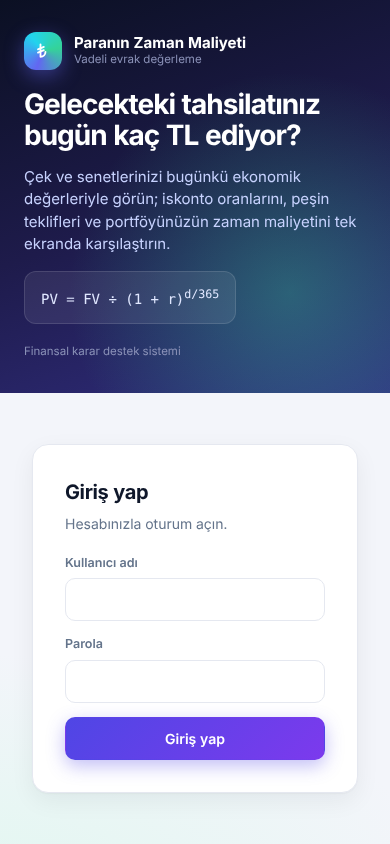 ₺
Paranın Zaman Maliyeti
Vadeli evrak değerleme
Gelecekteki tahsilatınız
bugün kaç TL ediyor?
Çek ve senetlerinizi bugünkü ekonomik
değerleriyle görün; iskonto oranlarını, peşin
teklifleri ve portföyünüzün zaman maliyetini tek
ekranda karşılaştırın.
PV = FV ÷ (1 + r)^d/365
Finansal karar destek sistemi
Giriş yap
Hesabınızla oturum açın.
Kullanıcı adı
Parola
Giriş yap